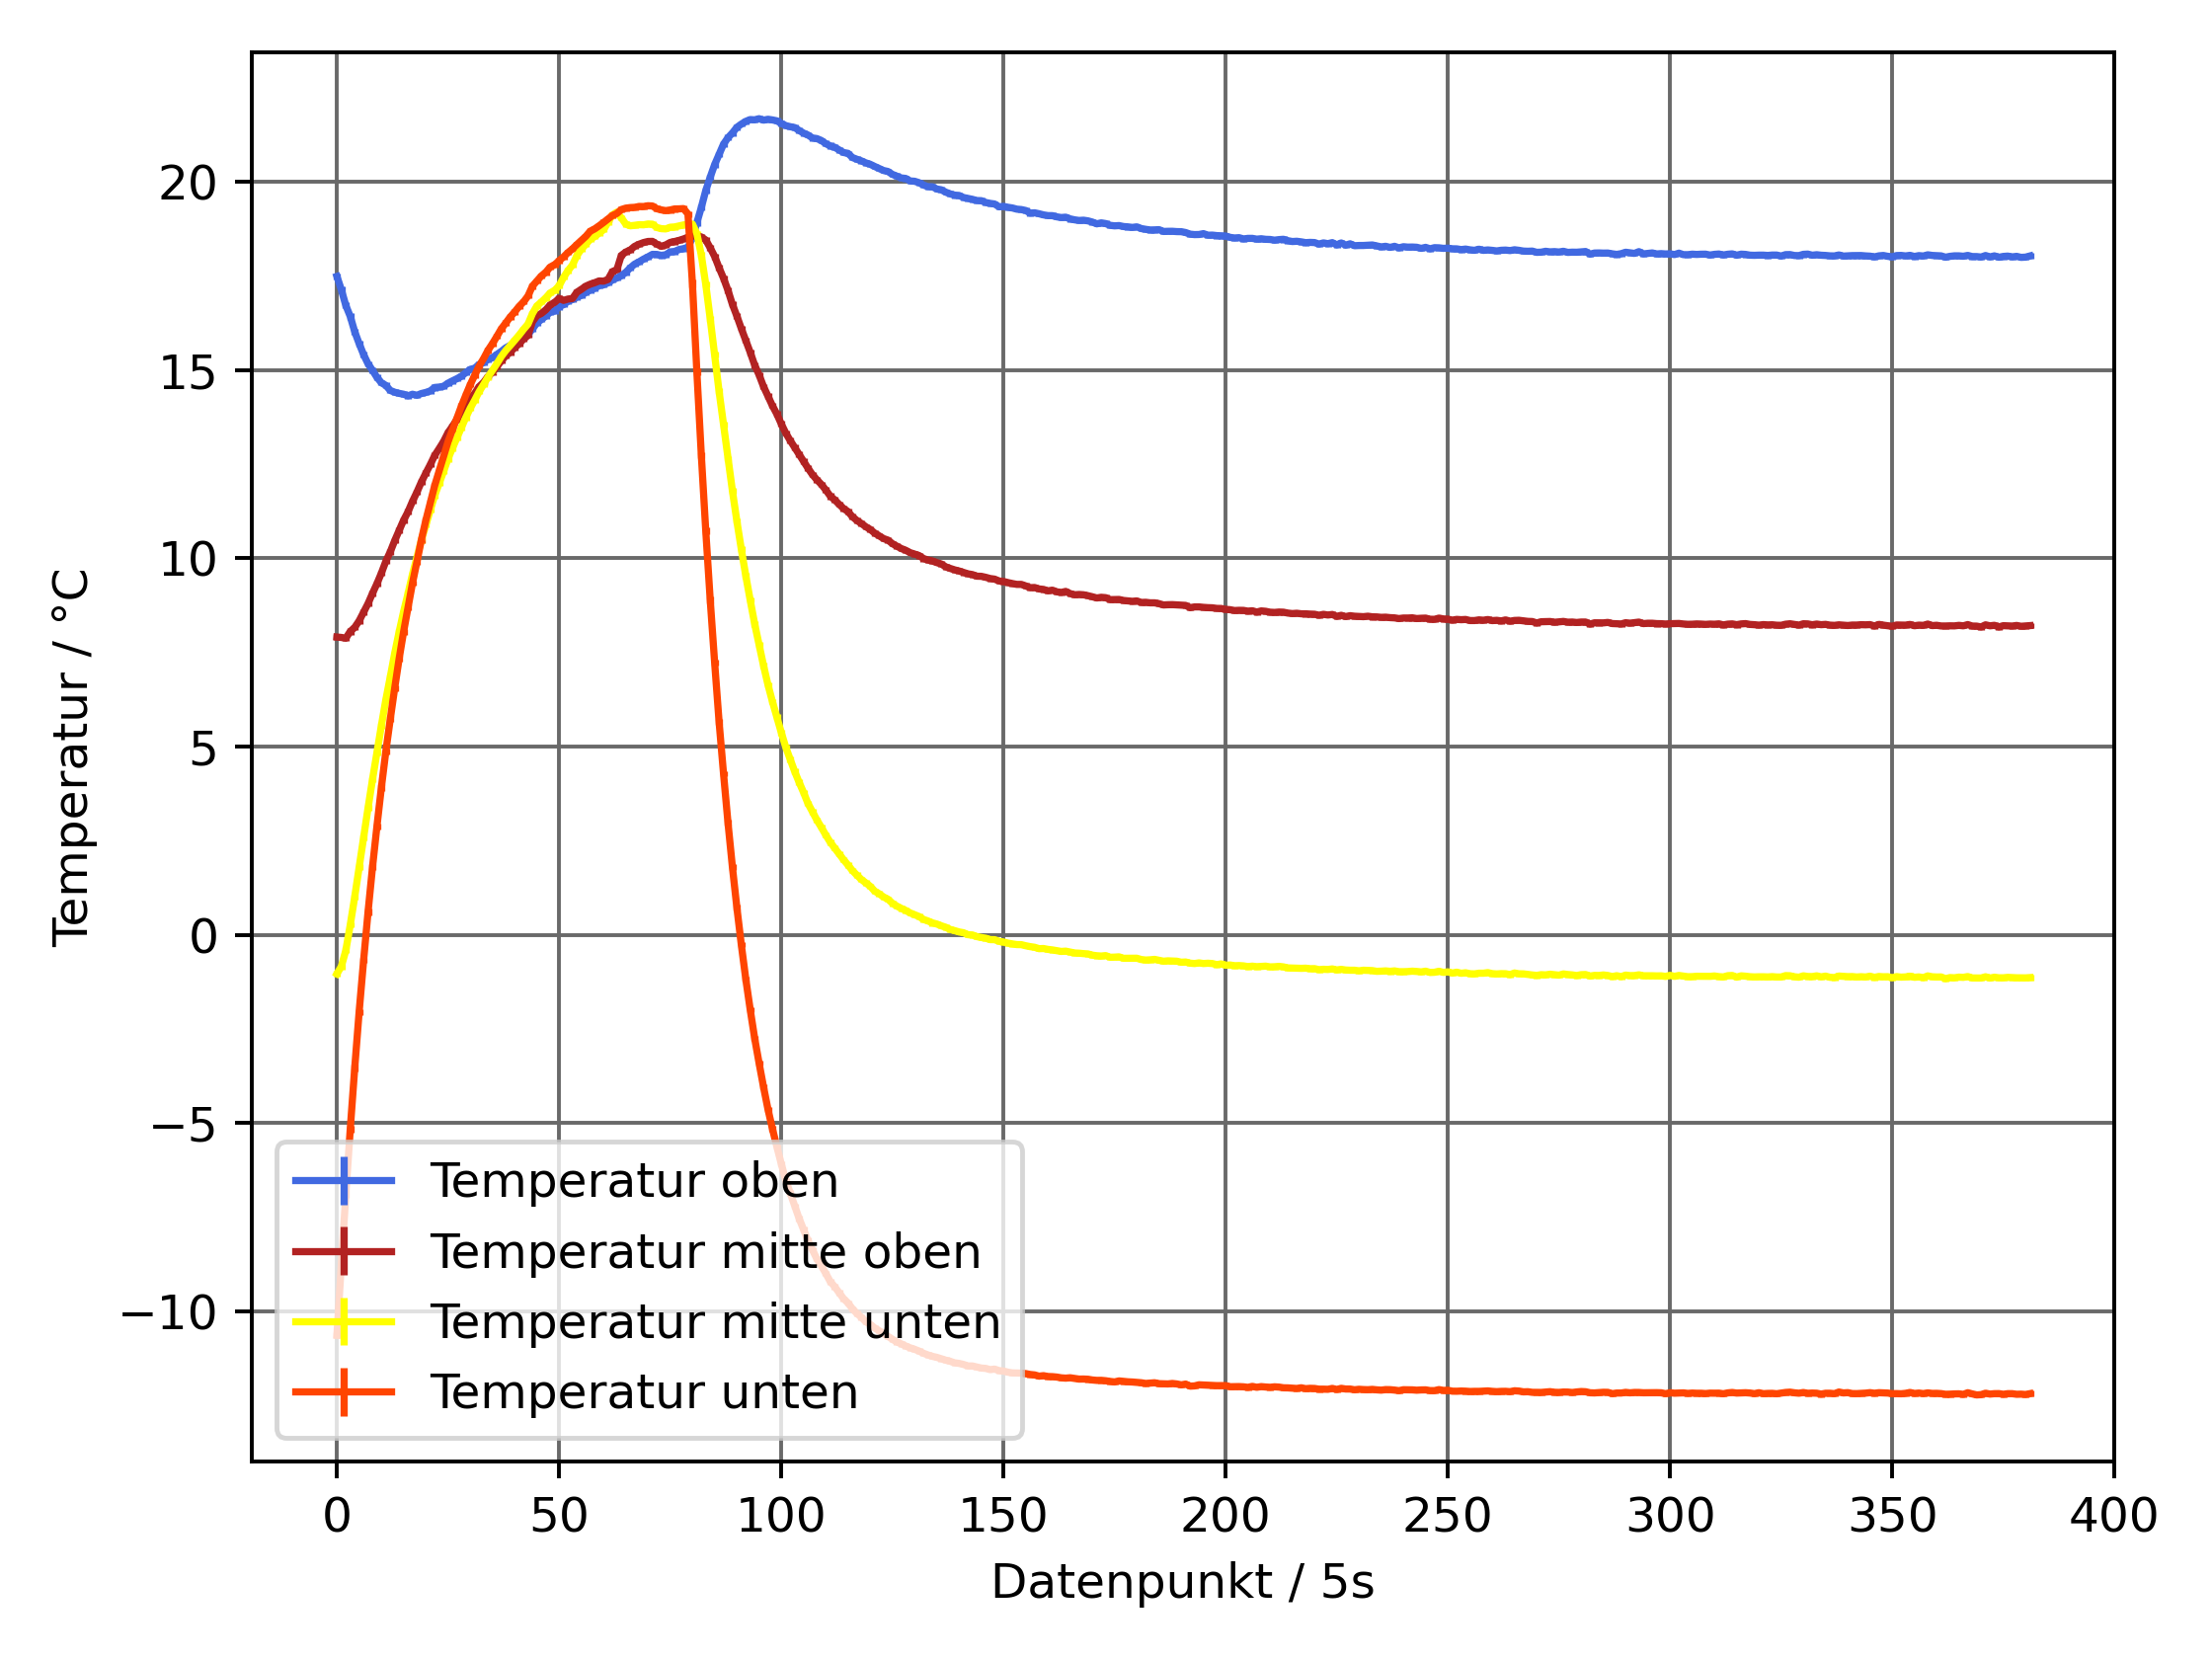 20
15
10
5
0
−5
−10
Temperatur / °C
Temperatur oben
Temperatur mitte oben
Temperatur mitte unten
Temperatur unten
0 50 100 150 200 250 300 350 400
Datenpunkt / 5s